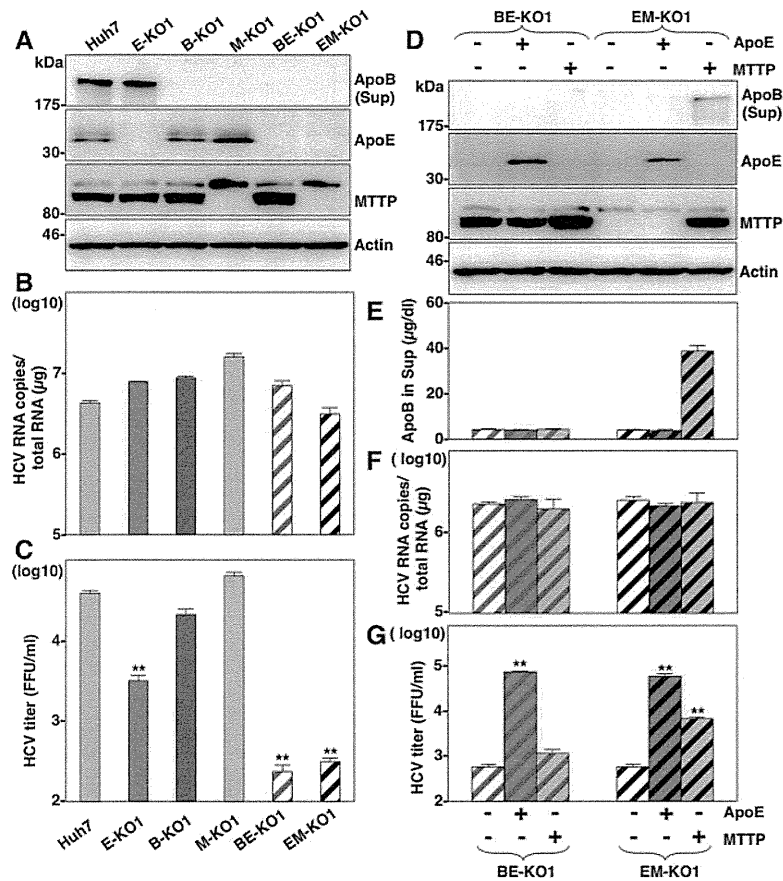 A
Huh7 E-KO1 B-KO1 M-KO1 BE-KO1 EM-KO1
kDa
175
ApoB
(Sup)
30
ApoE
80
MTTP
46
Actin
B
(log10)
HCV RNA copies/
total RNA (µg)
7
6
5
C
(log10)
HCV titer (FFU/ml)
4
3
2
** ** **
Huh7 E-KO1 B-KO1 M-KO1 BE-KO1 EM-KO1
D
BE-KO1 EM-KO1
- + - - + - ApoE
- - + - - + MTTP
kDa
175
ApoB
(Sup)
30
ApoE
80
MTTP
46
Actin
E
ApoB in Sup (µg/dl)
60
40
20
0
F
( log10)
HCV RNA copies/
total RNA (µg)
6
5
G
( log10)
HCV titer (FFU/ml)
5
4
3
2
** ** **
- + - - + - ApoE
- - + - - + MTTP
BE-KO1 EM-KO1